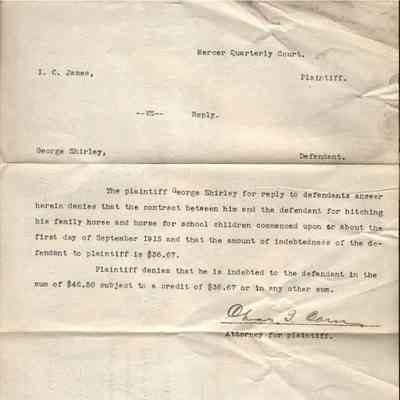 Mercer Quarterly Court.
I. C. James,
Plaintiff.
--VS-- Reply.
George Shirley,
Defendant.
The plaintiff George Shirley for reply to defendants answer
herein denies that the contract between him and the defendant for hitching
his family horse and horse for school children commenced upon or about the
first day of September 1915 and that the amount of indebtedness of the de-
fendant to plaintiff is $36.67.
Plaintiff denies that he is indebted to the defendant in the
sum of $46.50 subject to a credit of $36.67 or in any other sum.
Attorney for plaintiff.